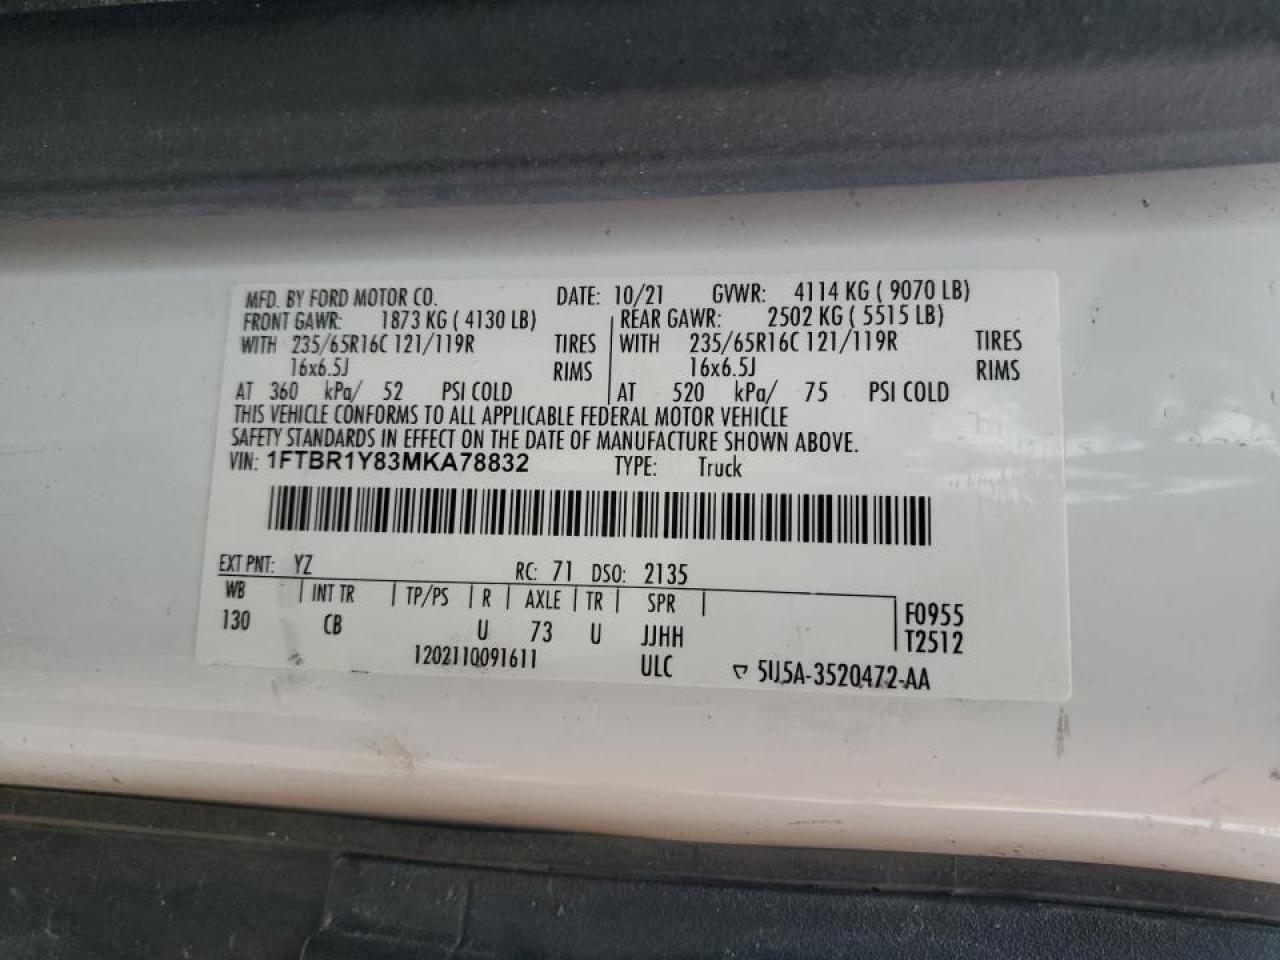 MFD. BY FORD MOTOR CO. DATE: 10/21 GVWR: 4114 KG ( 9070 LB)
FRONT GAWR: 1873 KG ( 4130 LB) REAR GAWR: 2502 KG ( 5515 LB)
WITH 235/65R16C 121/119R TIRES WITH 235/65R16C 121/119R TIRES
16x6.5J RIMS 16x6.5J RIMS
AT 360 kPa/ 52 PSI COLD AT 520 kPa/ 75 PSI COLD
THIS VEHICLE CONFORMS TO ALL APPLICABLE FEDERAL MOTOR VEHICLE
SAFETY STANDARDS IN EFFECT ON THE DATE OF MANUFACTURE SHOWN ABOVE.
VIN: 1FTBR1Y83MKA78832 TYPE: Truck
EXT PNT: YZ RC: 71 DSO: 2135
WB INT TR TP/PS R AXLE TR SPR F0955
130 CB U 73 U JJHH T2512
1202110091611 ULC 5U5A-3520472-AA